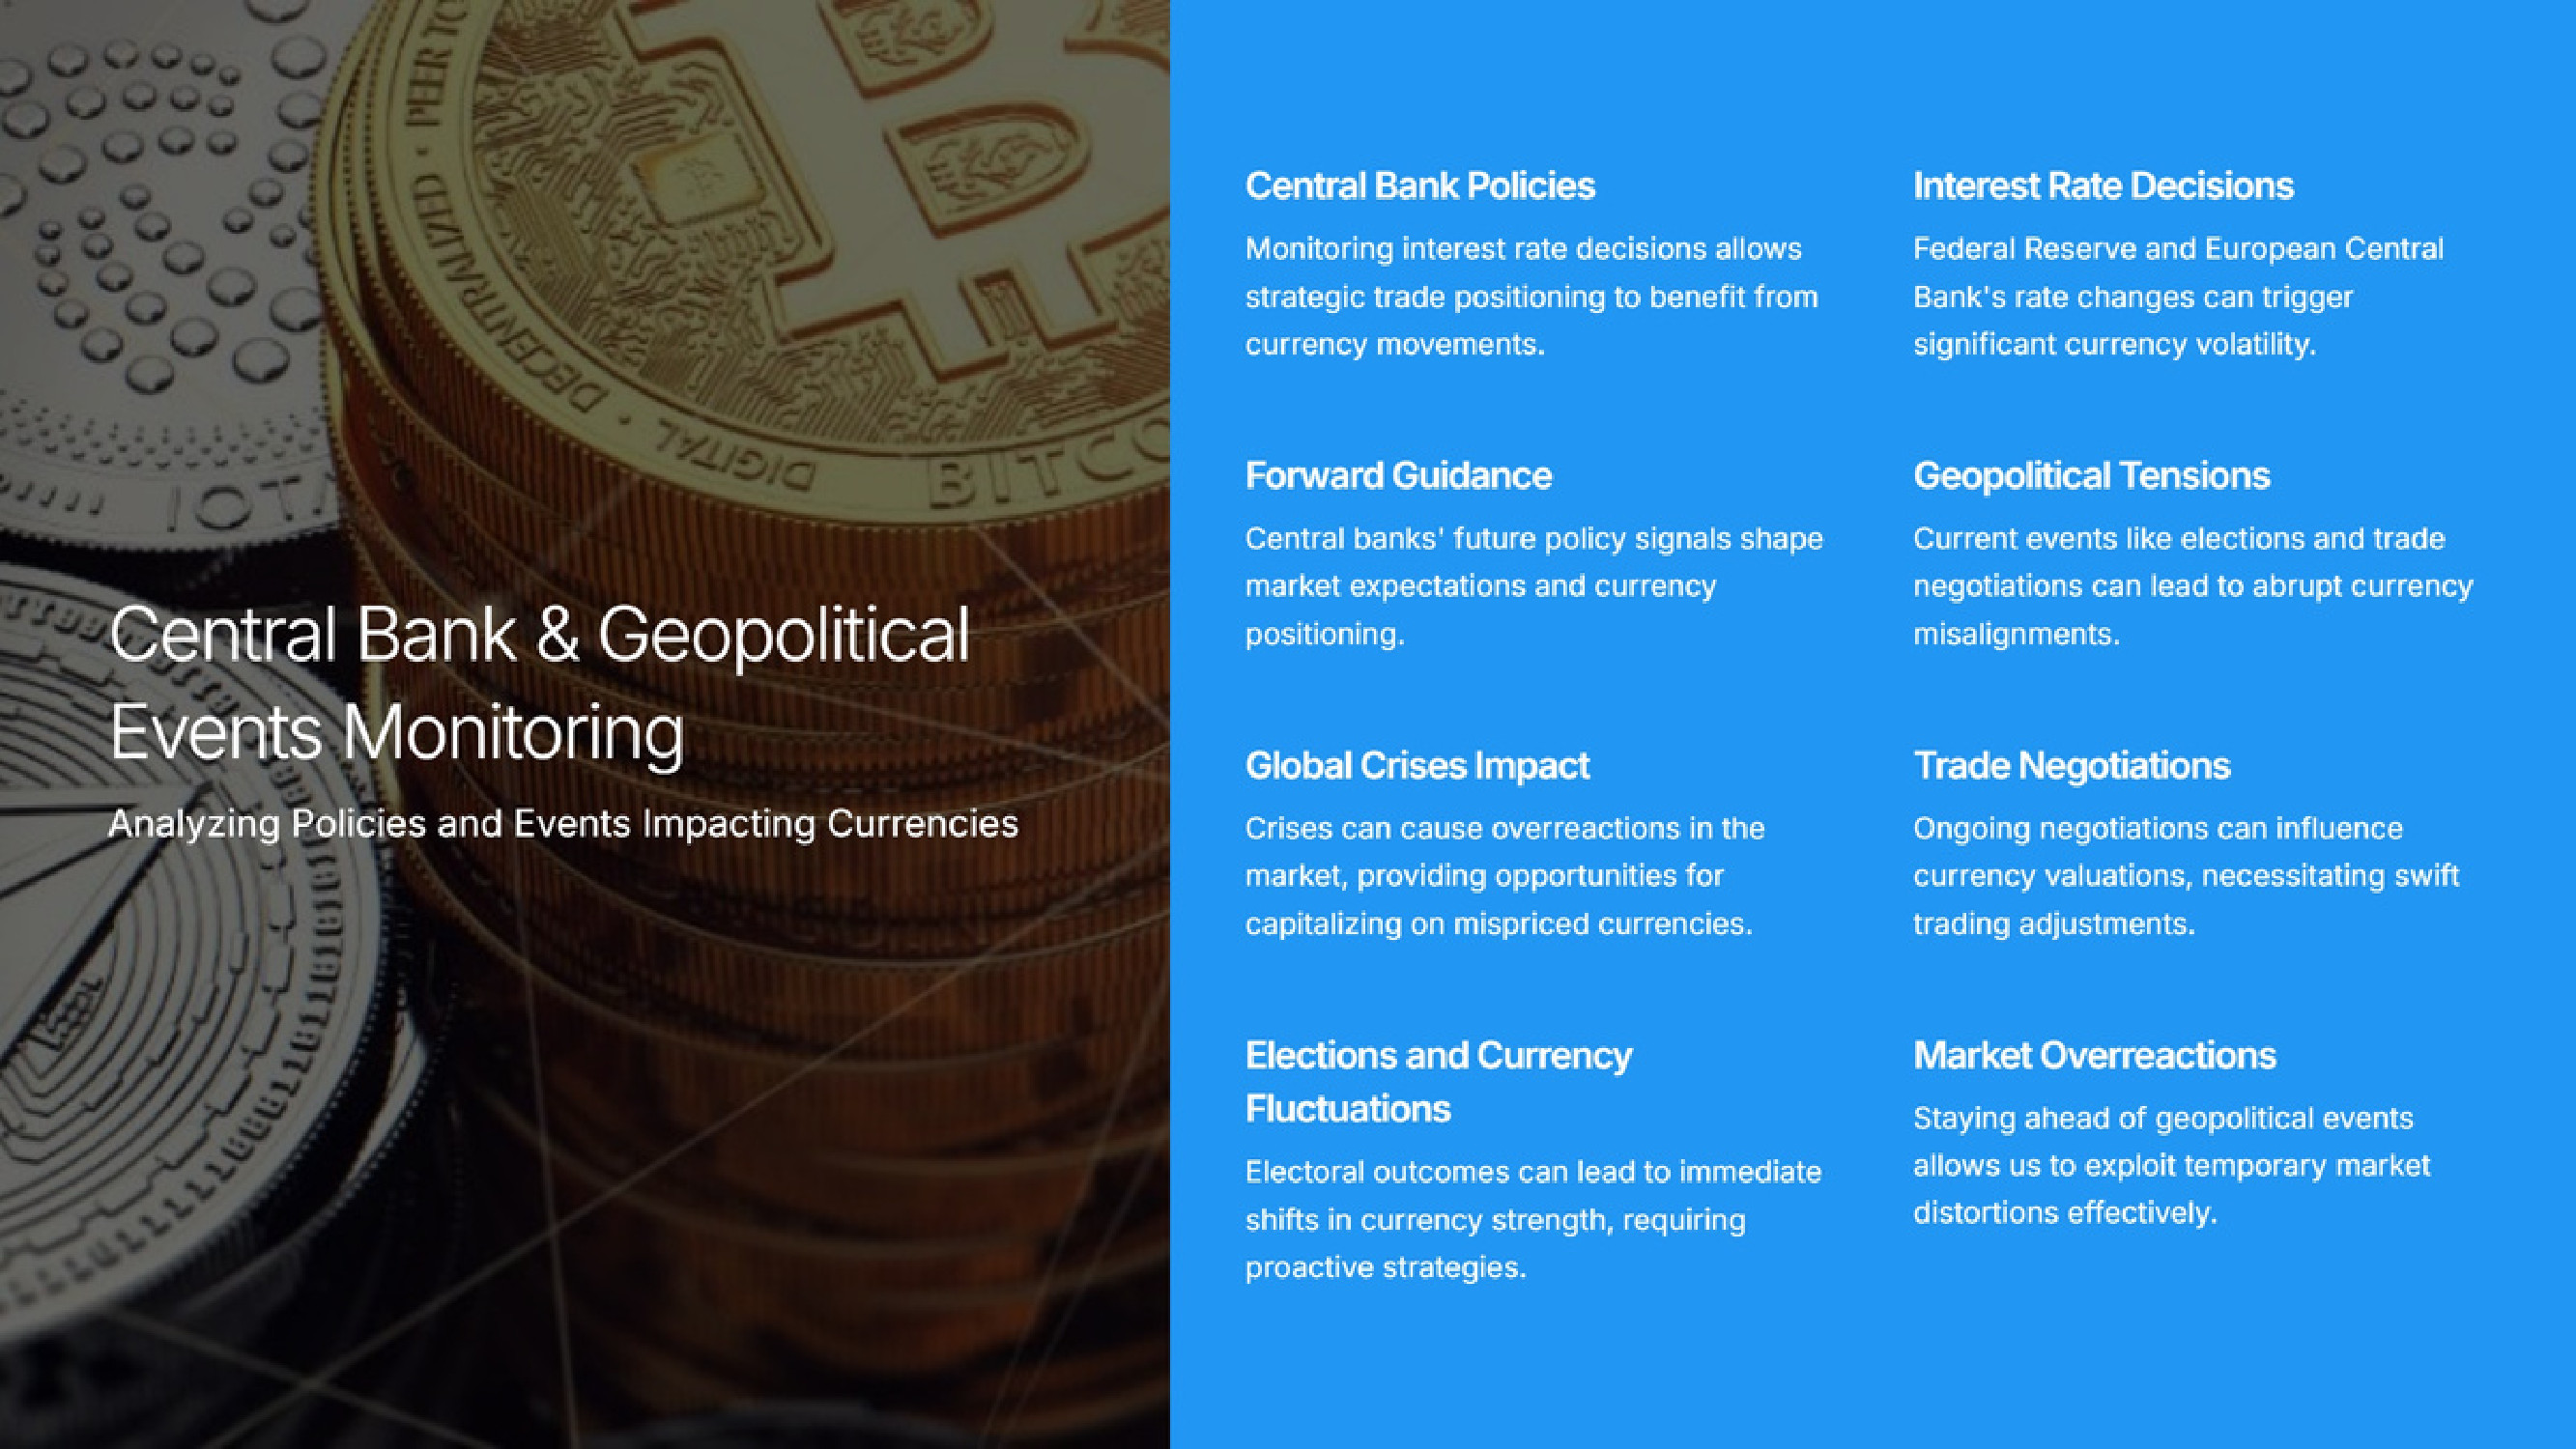 PERTO
DECENTRALIZED
DIGITAL
BITCO
IOTA
Central Bank & Geopolitical
Events Monitoring
Analyzing Policies and Events Impacting Currencies
Central Bank Policies
Monitoring interest rate decisions allows
strategic trade positioning to benefit from
currency movements.
Interest Rate Decisions
Federal Reserve and European Central
Bank's rate changes can trigger
significant currency volatility.
Forward Guidance
Central banks' future policy signals shape
market expectations and currency
positioning.
Geopolitical Tensions
Current events like elections and trade
negotiations can lead to abrupt currency
misalignments.
Global Crises Impact
Crises can cause overreactions in the
market, providing opportunities for
capitalizing on mispriced currencies.
Trade Negotiations
Ongoing negotiations can influence
currency valuations, necessitating swift
trading adjustments.
Elections and Currency
Fluctuations
Electoral outcomes can lead to immediate
shifts in currency strength, requiring
proactive strategies.
Market Overreactions
Staying ahead of geopolitical events
allows us to exploit temporary market
distortions effectively.